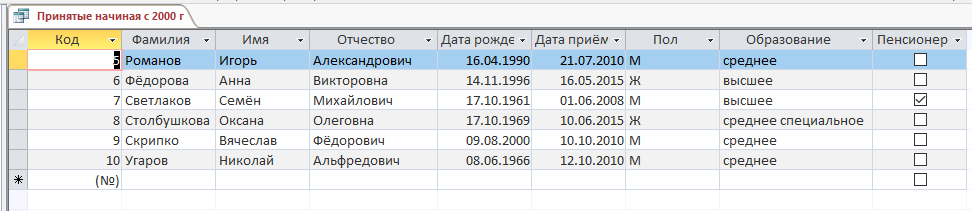 Принятые начиная с 2000 г
Код Фамилия Имя Отчество Дата рожде Дата приём Пол Образование Пенсионер
5 Романов Игорь Александрович 16.04.1990 21.07.2010 М среднее
6 Фёдорова Анна Викторовна 14.11.1996 16.05.2015 Ж высшее
7 Светлаков Семён Михайлович 17.10.1961 01.06.2008 М высшее
8 Столбушкова Оксана Олеговна 17.10.1969 10.06.2015 Ж среднее специальное
9 Скрипко Вячеслав Фёдорович 09.08.2000 10.10.2010 М среднее
10 Угаров Николай Альфредович 08.06.1966 12.10.2010 М среднее
(№)